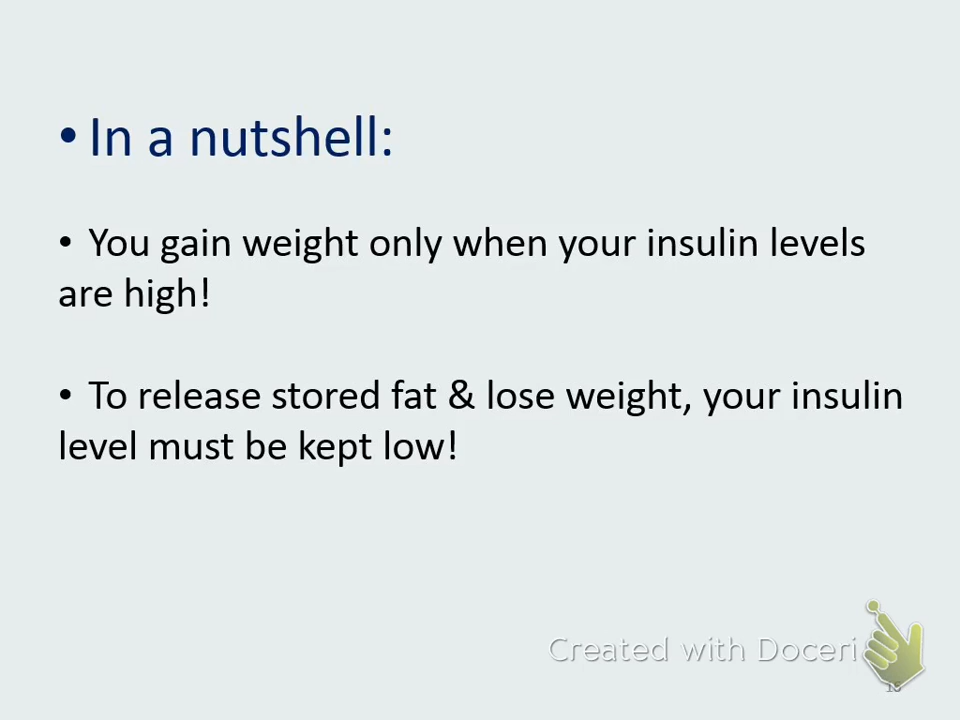 • In a nutshell:
• You gain weight only when your insulin levels
are high!
• To release stored fat & lose weight, your insulin
level must be kept low!
Created with Doceri